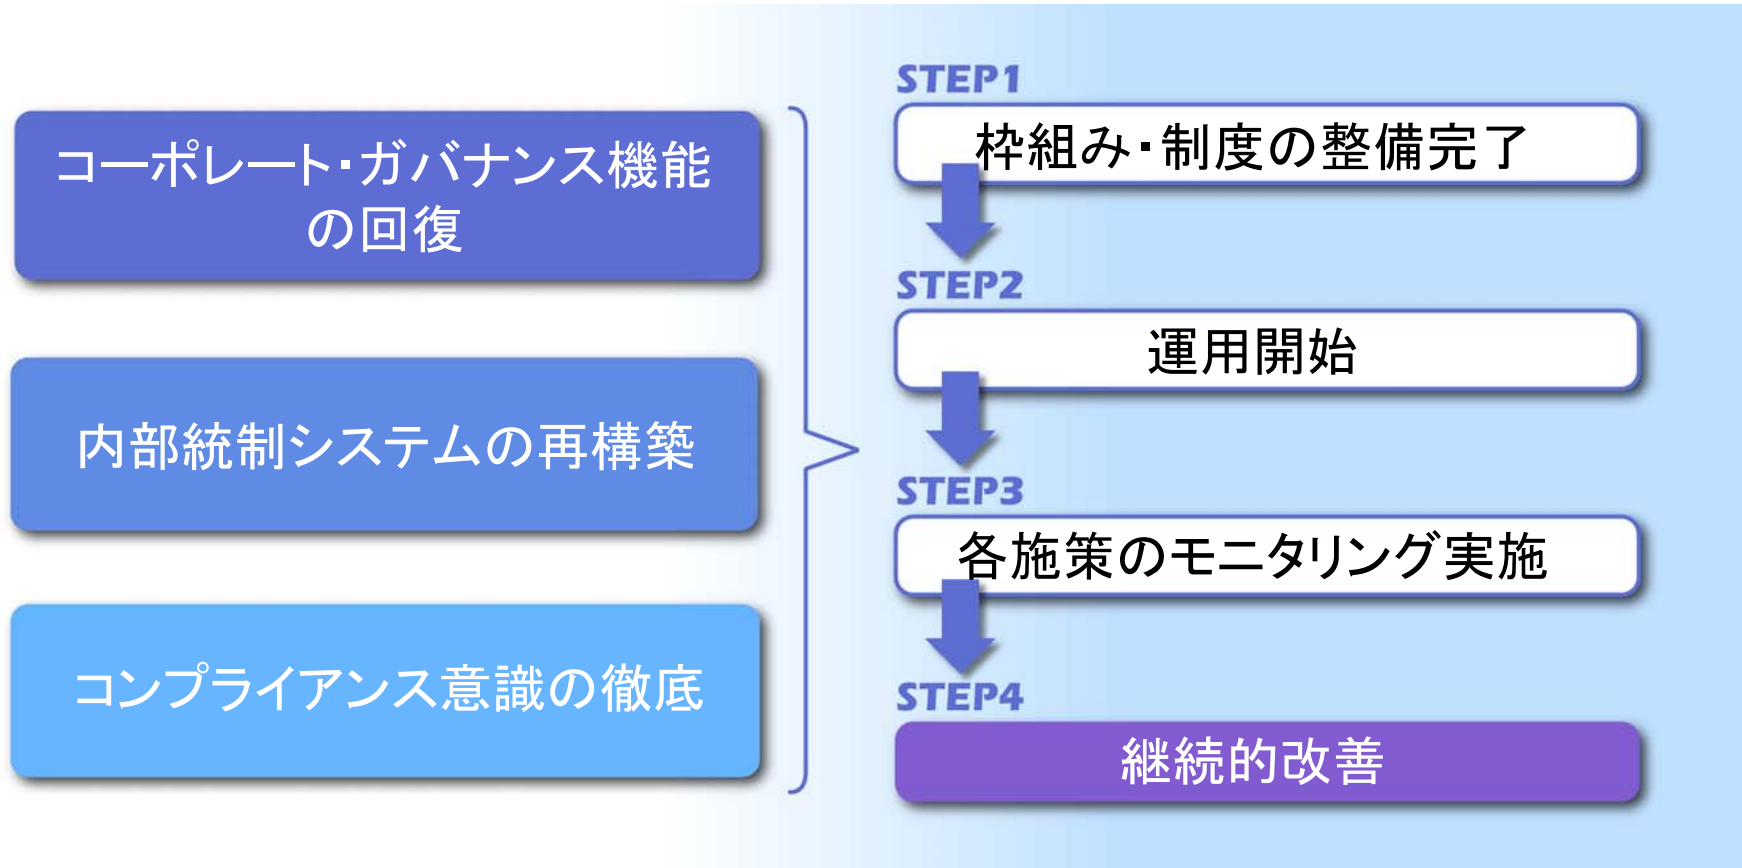 コーポレート・ガバナンス機能
の回復
内部統制システムの再構築
コンプライアンス意識の徹底
STEP1
枠組み・制度の整備完了
STEP2
運用開始
STEP3
各施策のモニタリング実施
STEP4
継続的改善